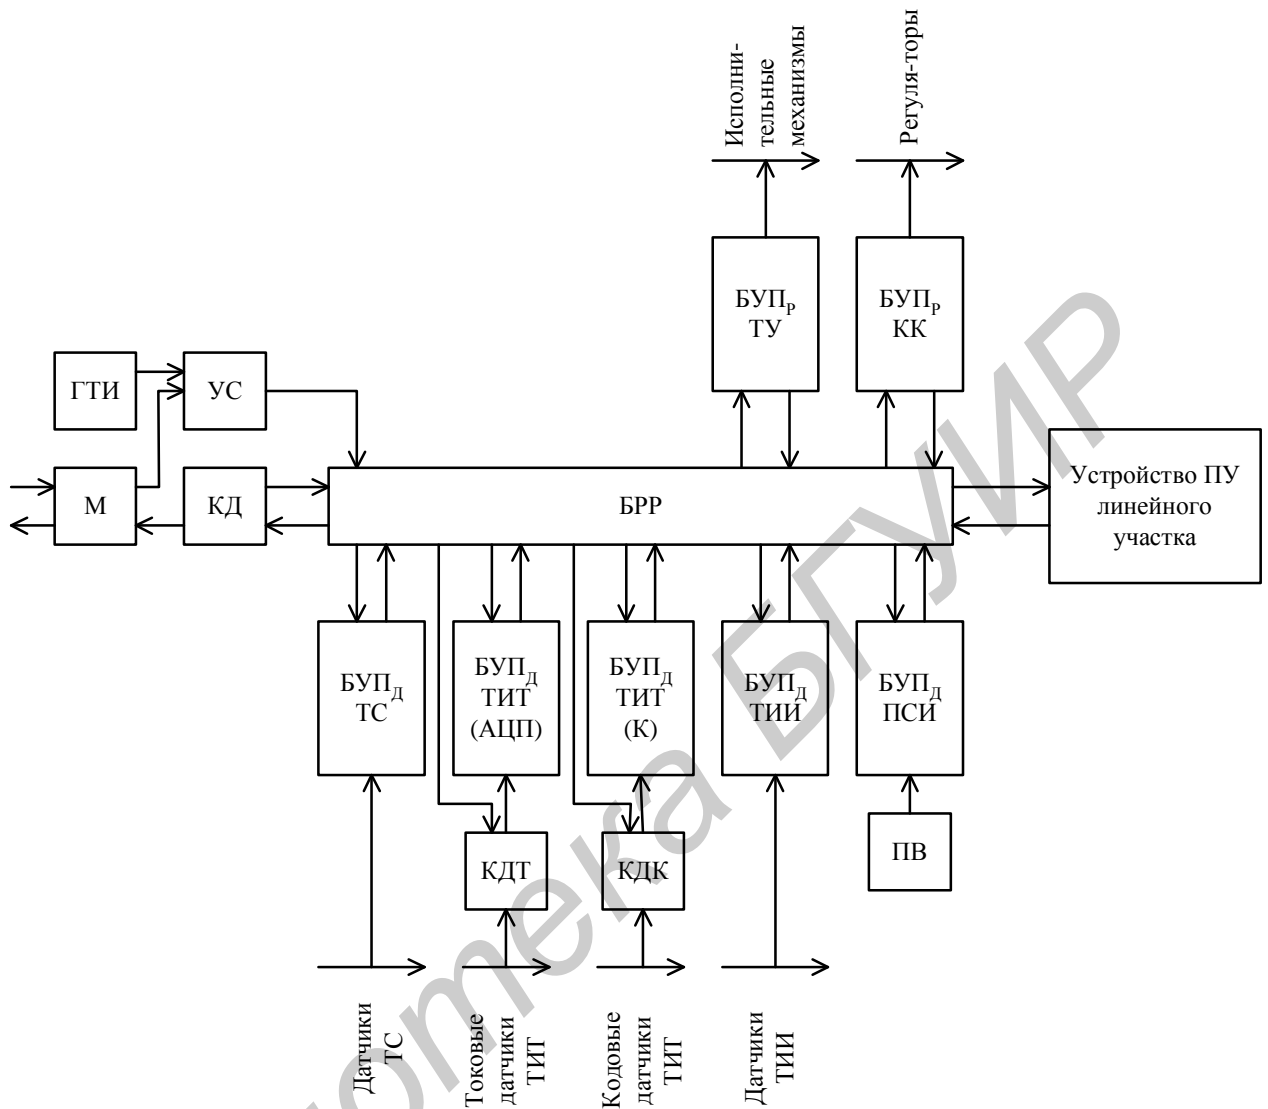 Исполни-
тельные
механизмы
Регуля-торы
БУПР
ТУ
БУПР
КК
ГТИ
УС
М
КД
БРР
Устройство ПУ
линейного
участка
БУПД
ТС
БУПД
ТИТ
(АЦП)
БУПД
ТИТ
(К)
БУПД
ТИИ
БУПД
ПСИ
КДТ
КДК
ПВ
Датчики
ТС
Токовые
датчики
ТИТ
Кодовые
датчики
ТИТ
Датчики
ТИИ
отека БГУИР